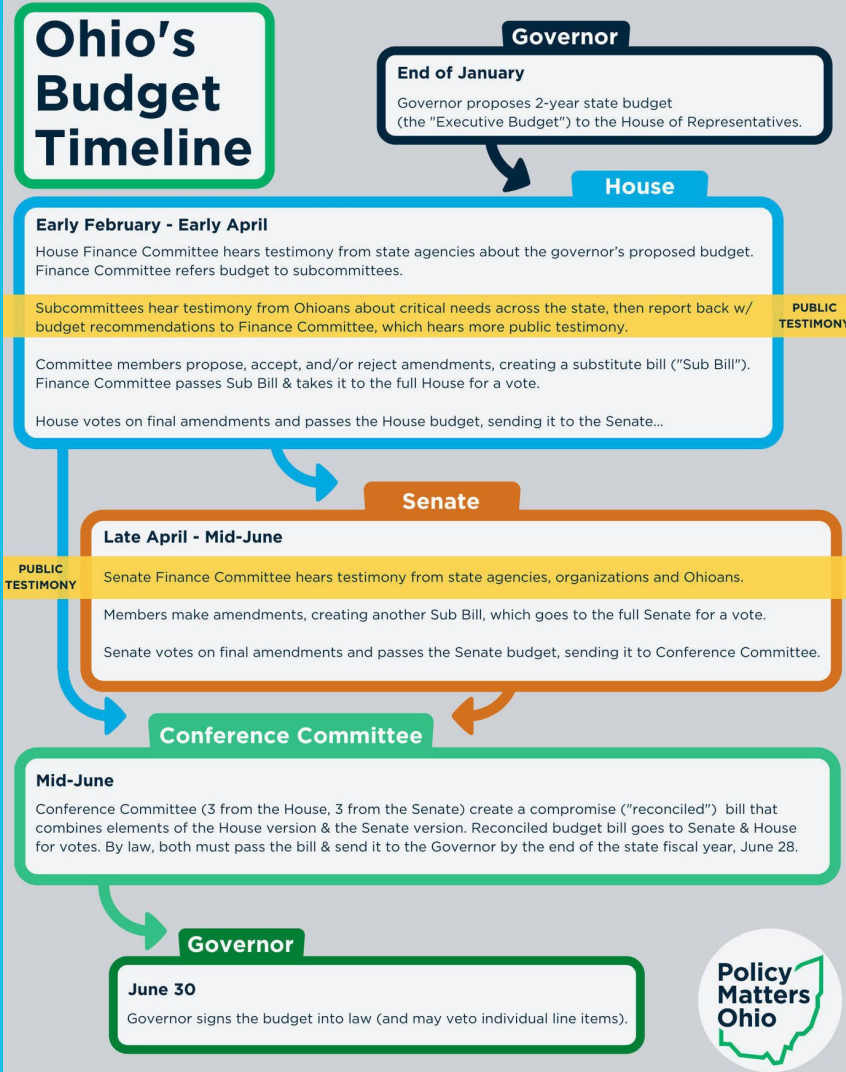 Ohio's
Budget
Timeline
Governor
End of January
Governor proposes 2-year state budget
(the "Executive Budget") to the House of Representatives.
House
Early February - Early April
House Finance Committee hears testimony from state agencies about the governor's proposed budget.
Finance Committee refers budget to subcommittees.
Subcommittees hear testimony from Ohioans about critical needs across the state, then report back w/
budget recommendations to Finance Committee, which hears more public testimony.
PUBLIC
TESTIMONY
Committee members propose, accept, and/or reject amendments, creating a substitute bill ("Sub Bill").
Finance Committee passes Sub Bill & takes it to the full House for a vote.
House votes on final amendments and passes the House budget, sending it to the Senate...
Senate
Late April - Mid-June
PUBLIC
TESTIMONY
Senate Finance Committee hears testimony from state agencies, organizations and Ohioans.
Members make amendments, creating another Sub Bill, which goes to the full Senate for a vote.
Senate votes on final amendments and passes the Senate budget, sending it to Conference Committee.
Conference Committee
Mid-June
Conference Committee (3 from the House, 3 from the Senate) create a compromise ("reconciled") bill that
combines elements of the House version & the Senate version. Reconciled budget bill goes to Senate & House
for votes. By law, both must pass the bill & send it to the Governor by the end of the state fiscal year, June 28.
Governor
June 30
Governor signs the budget into law (and may veto individual line items).
Policy
Matters
Ohio